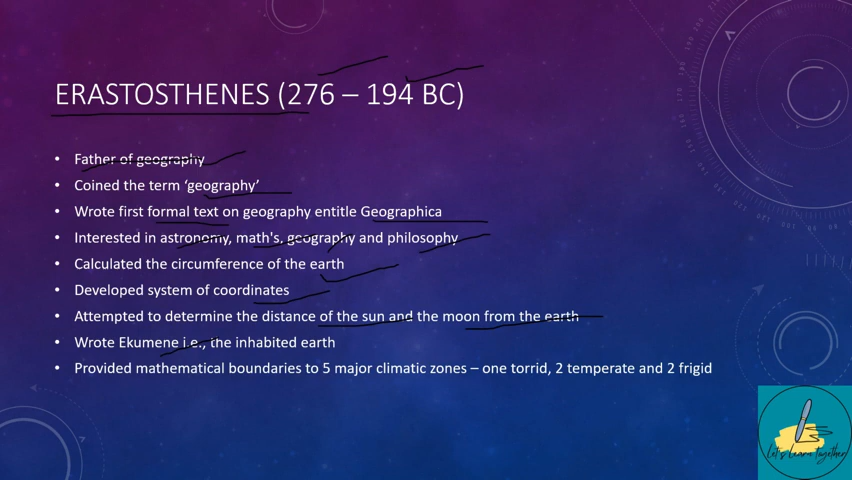 ERASTOSTHENES (276 – 194 BC)
• Father of geography
• Coined the term ‘geography’
• Wrote first formal text on geography entitle Geographica
• Interested in astronomy, math's, geography and philosophy
• Calculated the circumference of the earth
• Developed system of coordinates
• Attempted to determine the distance of the sun and the moon from the earth
• Wrote Ekumene i.e., the inhabited earth
• Provided mathematical boundaries to 5 major climatic zones – one torrid, 2 temperate and 2 frigid
Let's learn together